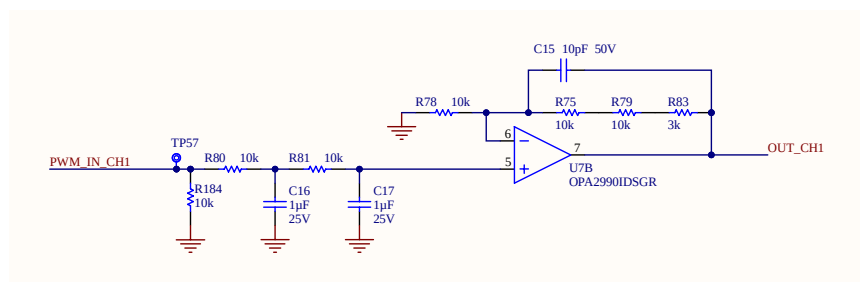 C15 10pF 50V
R78 10k
R75 R79 R83
10k 10k 3k
6
TP57
7
OUT_CH1
PWM_IN_CH1
R80 10k
R81 10k
5
U7B
OPA2990IDSGR
R184
10k
C16
1µF
25V
C17
1µF
25V